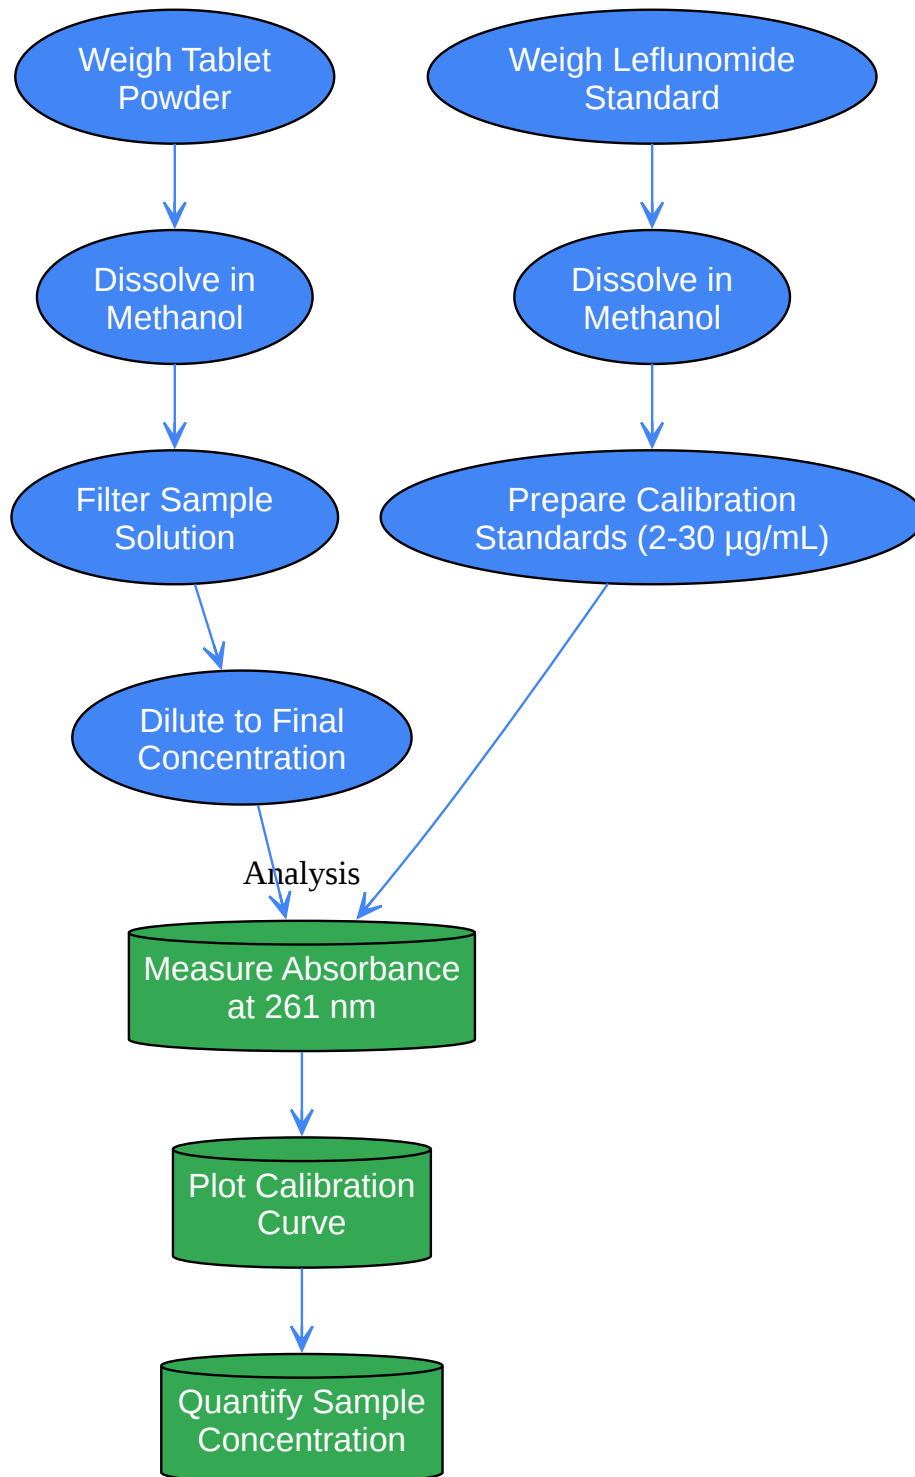 Weigh Tablet
Powder
Weigh Leflunomide
Standard
Dissolve in
Methanol
Dissolve in
Methanol
Filter Sample
Solution
Prepare Calibration
Standards (2-30 µg/mL)
Dilute to Final
Concentration
Analysis
Measure Absorbance
at 261 nm
Plot Calibration
Curve
Quantify Sample
Concentration